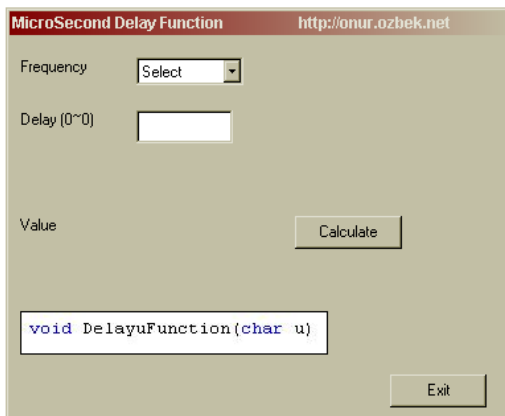 MicroSecond Delay Function http://onur.ozbek.net
Frequency Select
Delay (0~0)
Value Calculate
void DelayuFunction(char u)
Exit